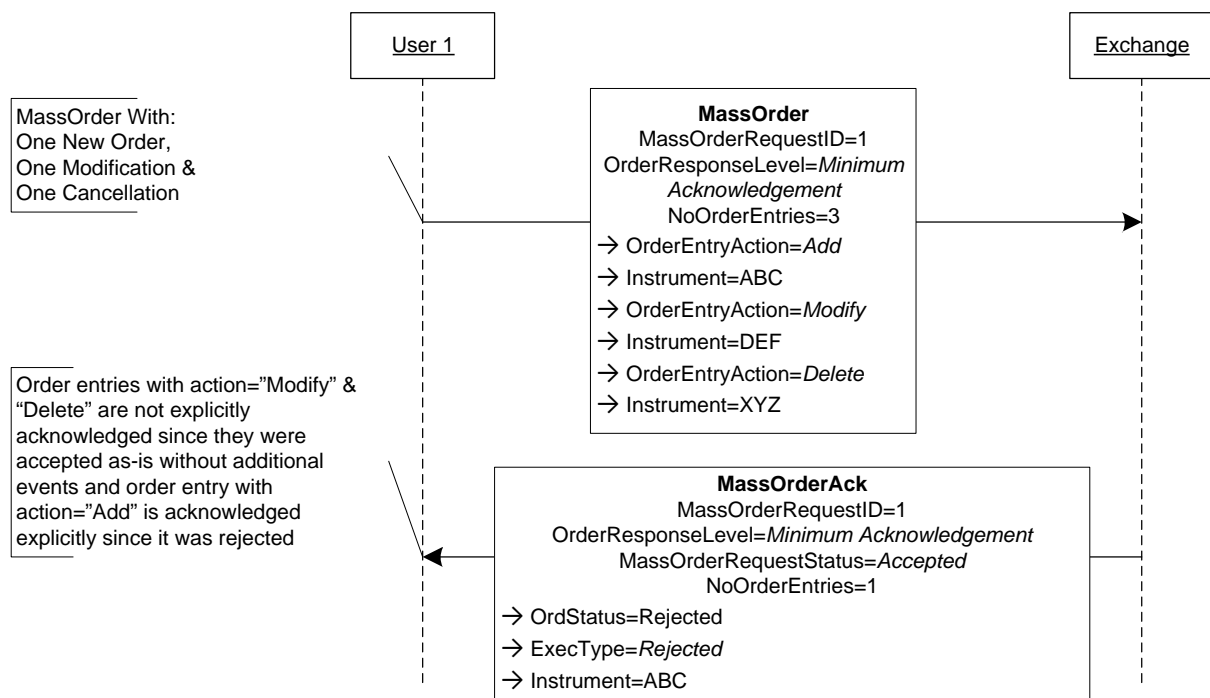 User 1
Exchange
MassOrder With:
One New Order,
One Modification &
One Cancellation
MassOrder
MassOrderRequestID=1
OrderResponseLevel=Minimum
Acknowledgement
NoOrderEntries=3
→ OrderEntryAction=Add
→ Instrument=ABC
→ OrderEntryAction=Modify
→ Instrument=DEF
→ OrderEntryAction=Delete
→ Instrument=XYZ
Order entries with action=”Modify” &
“Delete” are not explicitly
acknowledged since they were
accepted as-is without additional
events and order entry with
action=”Add” is acknowledged
explicitly since it was rejected
MassOrderAck
MassOrderRequestID=1
OrderResponseLevel=Minimum Acknowledgement
MassOrderRequestStatus=Accepted
NoOrderEntries=1
→ OrdStatus=Rejected
→ ExecType=Rejected
→ Instrument=ABC